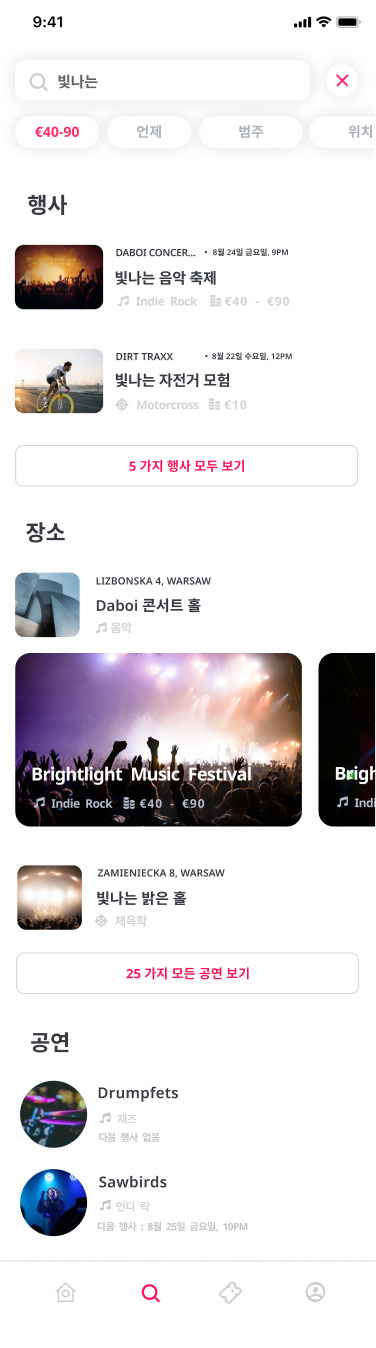 9:41
빛나는
€40-90 언제 범주 위치
행사
DABOI CONCER... • 8월 24일 금요일, 9PM
빛나는 음악 축제
Indie Rock €40 - €90
DIRT TRAXX • 8월 22일 수요일, 12PM
빛나는 자전거 모험
Motorcross €10
5 가지 행사 모두 보기
장소
LIZBONSKA 4, WARSAW
Daboi 콘서트 홀
음악
Brightlight Music Festival Brigh
Indie Rock €40 - €90 Indi
ZAMIENIECKA 8, WARSAW
빛나는 밝은 홀
체육학
25 가지 모든 공연 보기
공연
Drumpfets
재즈
다음 행사 없음
Sawbirds
인디 락
다음 행사 : 8월 25일 금요일, 10PM